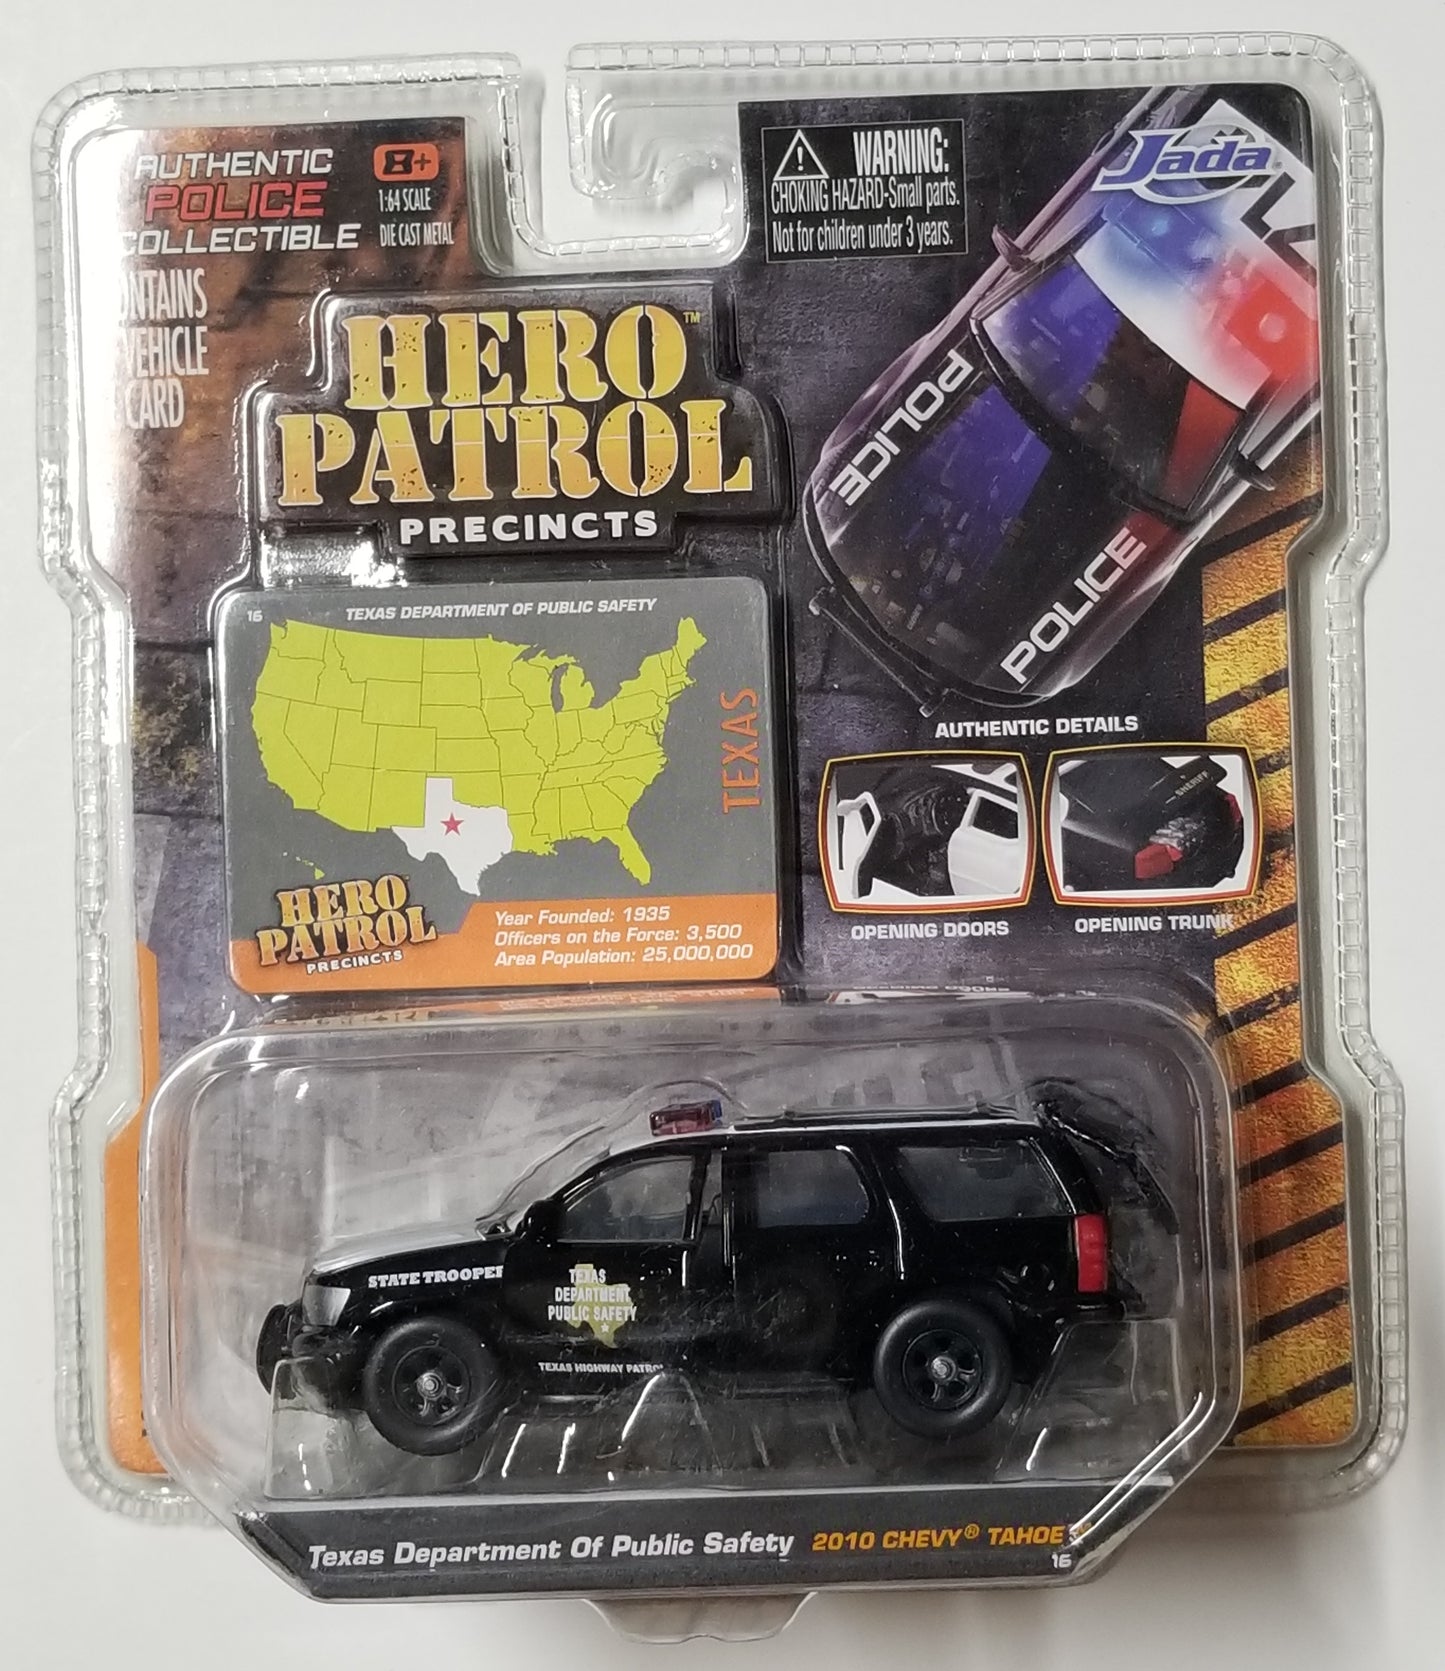 AUTHENTIC
POLICE
COLLECTIBLE
8+
1:64 SCALE
DIE CAST METAL
VEHICLE
CARD
WARNING:
CHOKING HAZARD-Small parts.
Not for children under 3 years.
Jada
HERO™
PATROL
PRECINCTS
POLICE
POLICE
16
TEXAS DEPARTMENT OF PUBLIC SAFETY
TEXAS
HERO
PATROL
PRECINCTS
Year Founded: 1935
Officers on the Force: 3,500
Area Population: 25,000,000
AUTHENTIC DETAILS
SHERIFF
OPENING DOORS
OPENING TRUNK
STATE TROOPER
TEXAS
DEPARTMENT
PUBLIC SAFETY
TEXAS HIGHWAY PATROL
Texas Department Of Public Safety 2010 CHEVY® TAHOE™
16